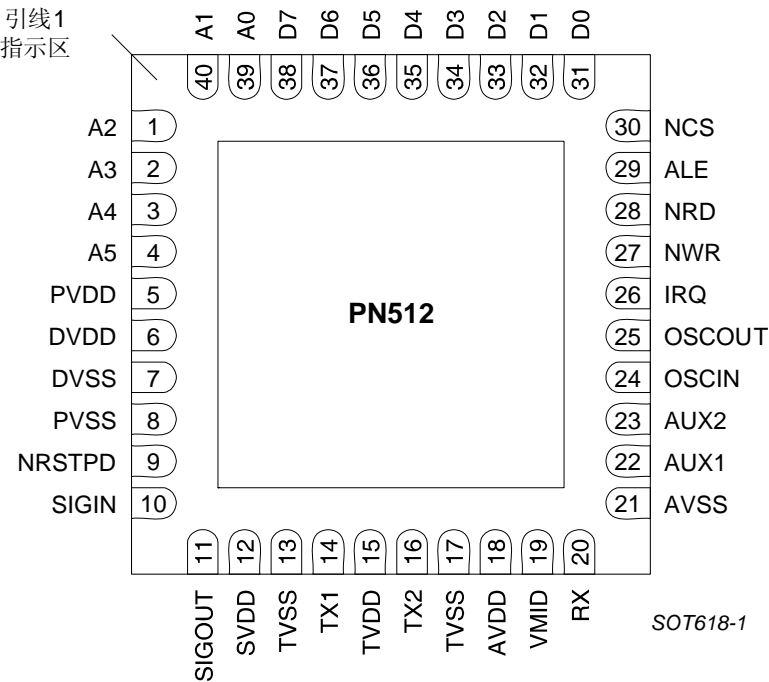 引线1
指示区
A1 A0 D7 D6 D5 D4 D3 D2 D1 D0
40 39 38 37 36 35 34 33 32 31
A2 1
A3 2
A4 3
A5 4
PVDD 5
DVDD 6
DVSS 7
PVSS 8
NRSTPD 9
SIGIN 10
PN512
30 NCS
29 ALE
28 NRD
27 NWR
26 IRQ
25 OSCOUT
24 OSCIN
23 AUX2
22 AUX1
21 AVSS
11 12 13 14 15 16 17 18 19 20
SIGOUT SVDD TVSS TX1 TVDD TX2 TVSS AVDD VMID RX
SOT618-1